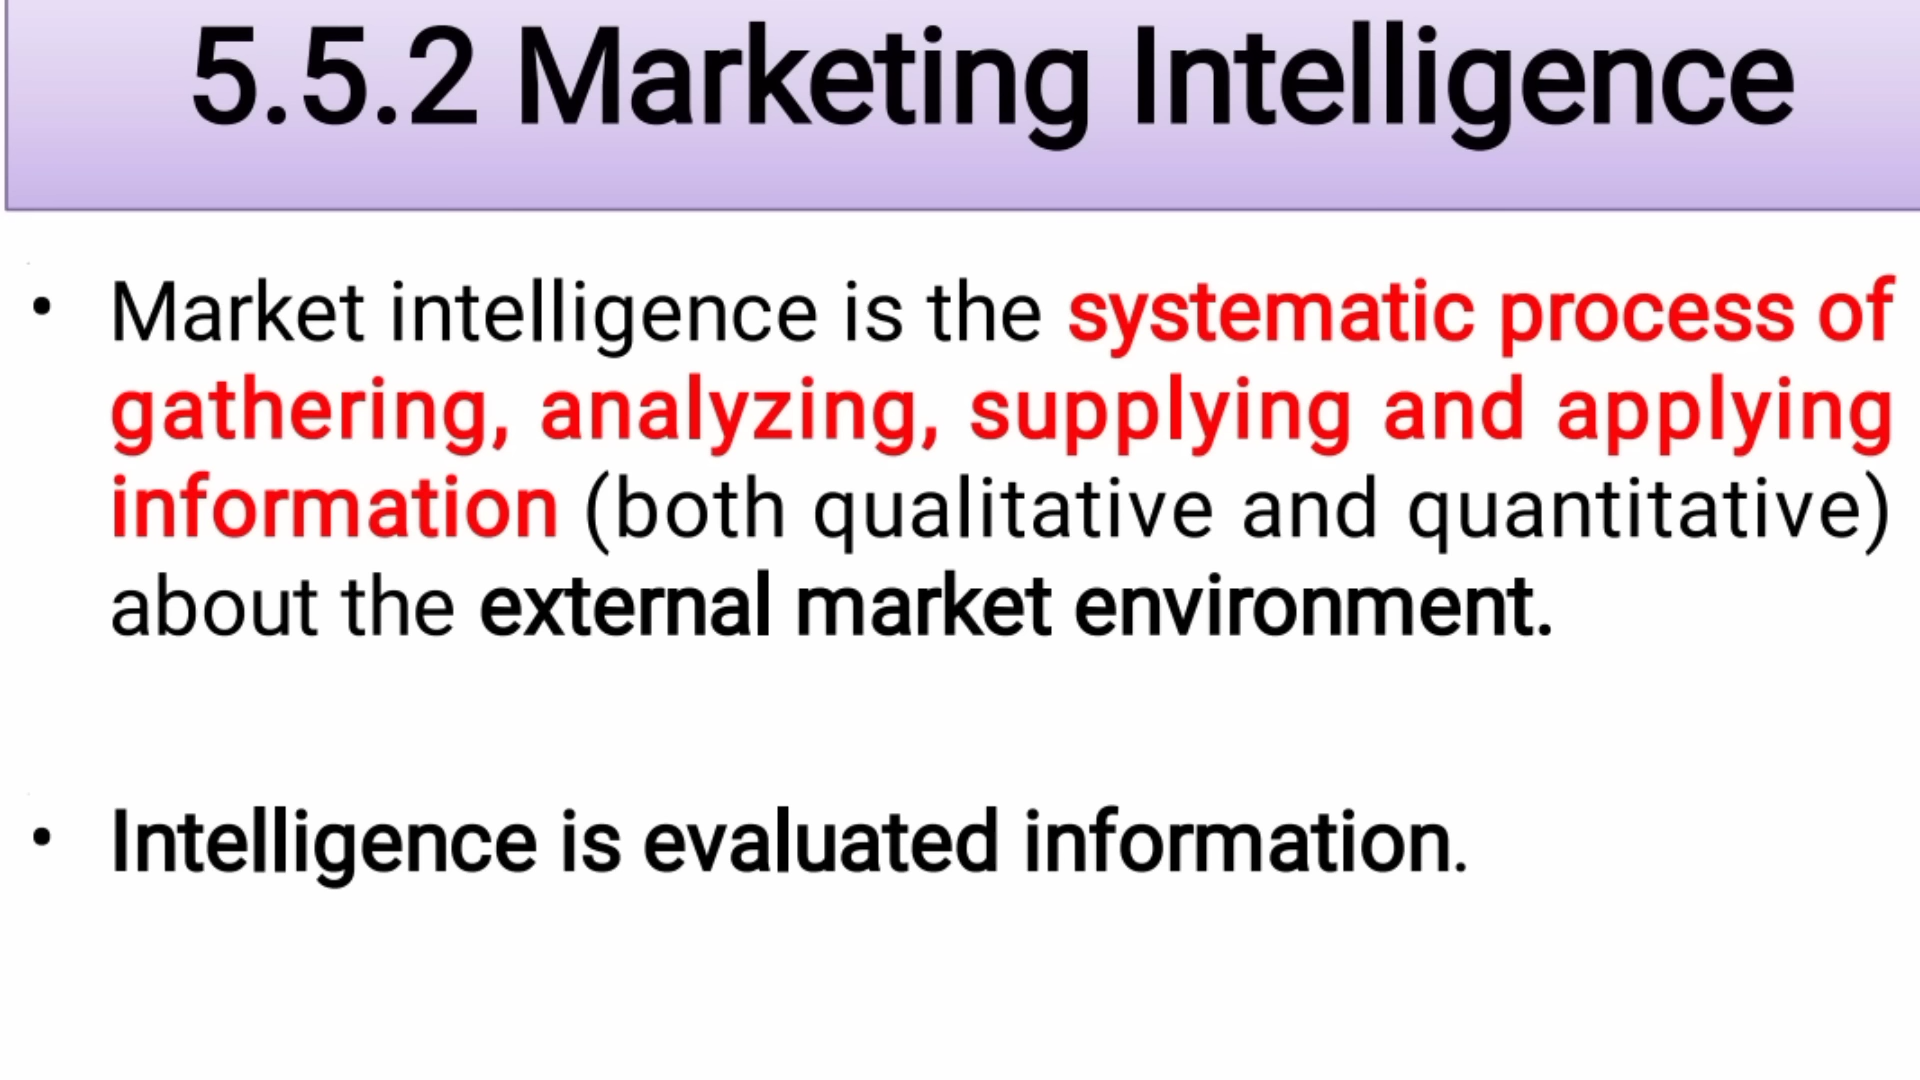 5.5.2 Marketing Intelligence
• Market intelligence is the systematic process of
gathering, analyzing, supplying and applying
information (both qualitative and quantitative)
about the external market environment.
• Intelligence is evaluated information.